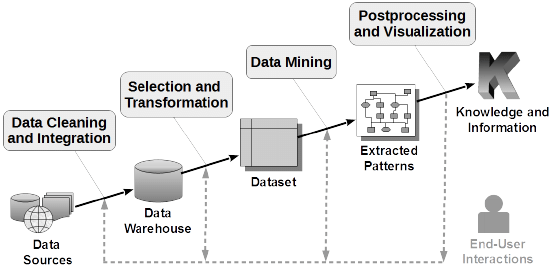 Postprocessing
and Visualization
Data Mining
Selection and
Transformation
Data Cleaning
and Integration
K
Knowledge and
Information
Extracted
Patterns
Dataset
Data
Warehouse
Data
Sources
End-User
Interactions